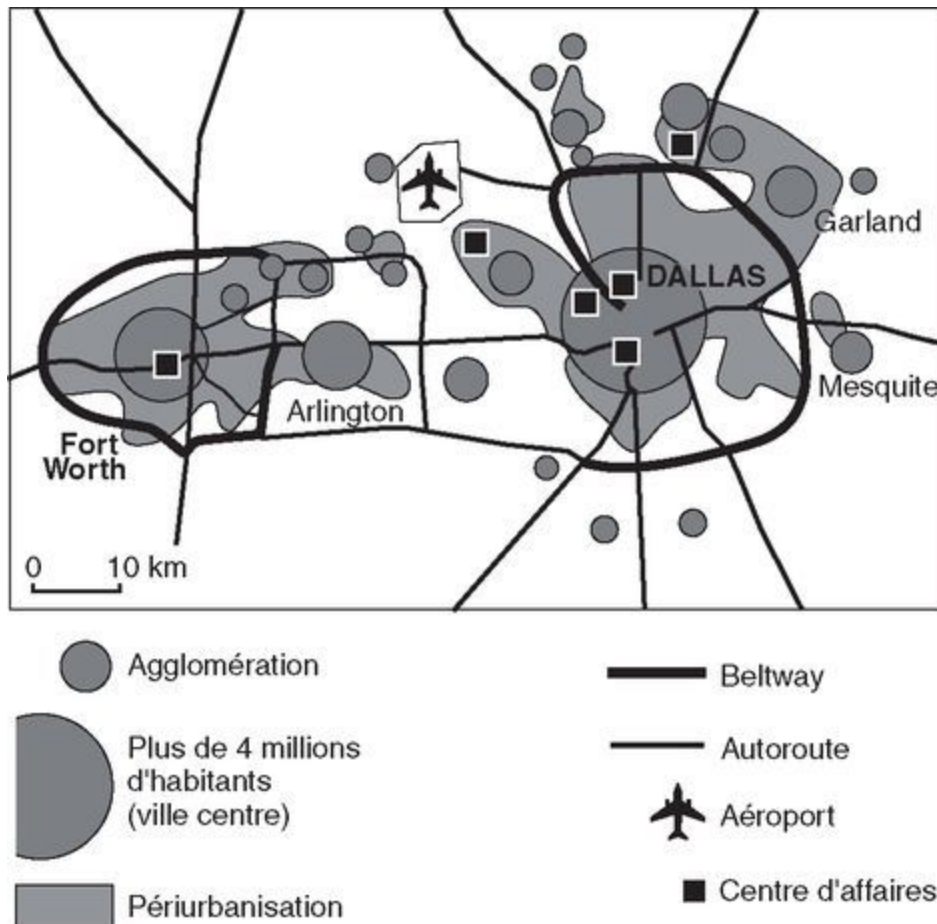 Garland
DALLAS
Mesquite
Arlington
Fort
Worth
0 10 km
Agglomération
Plus de 4 millions
d'habitants
(ville centre)
Périurbanisation
Beltway
Autoroute
Aéroport
Centre d'affaires